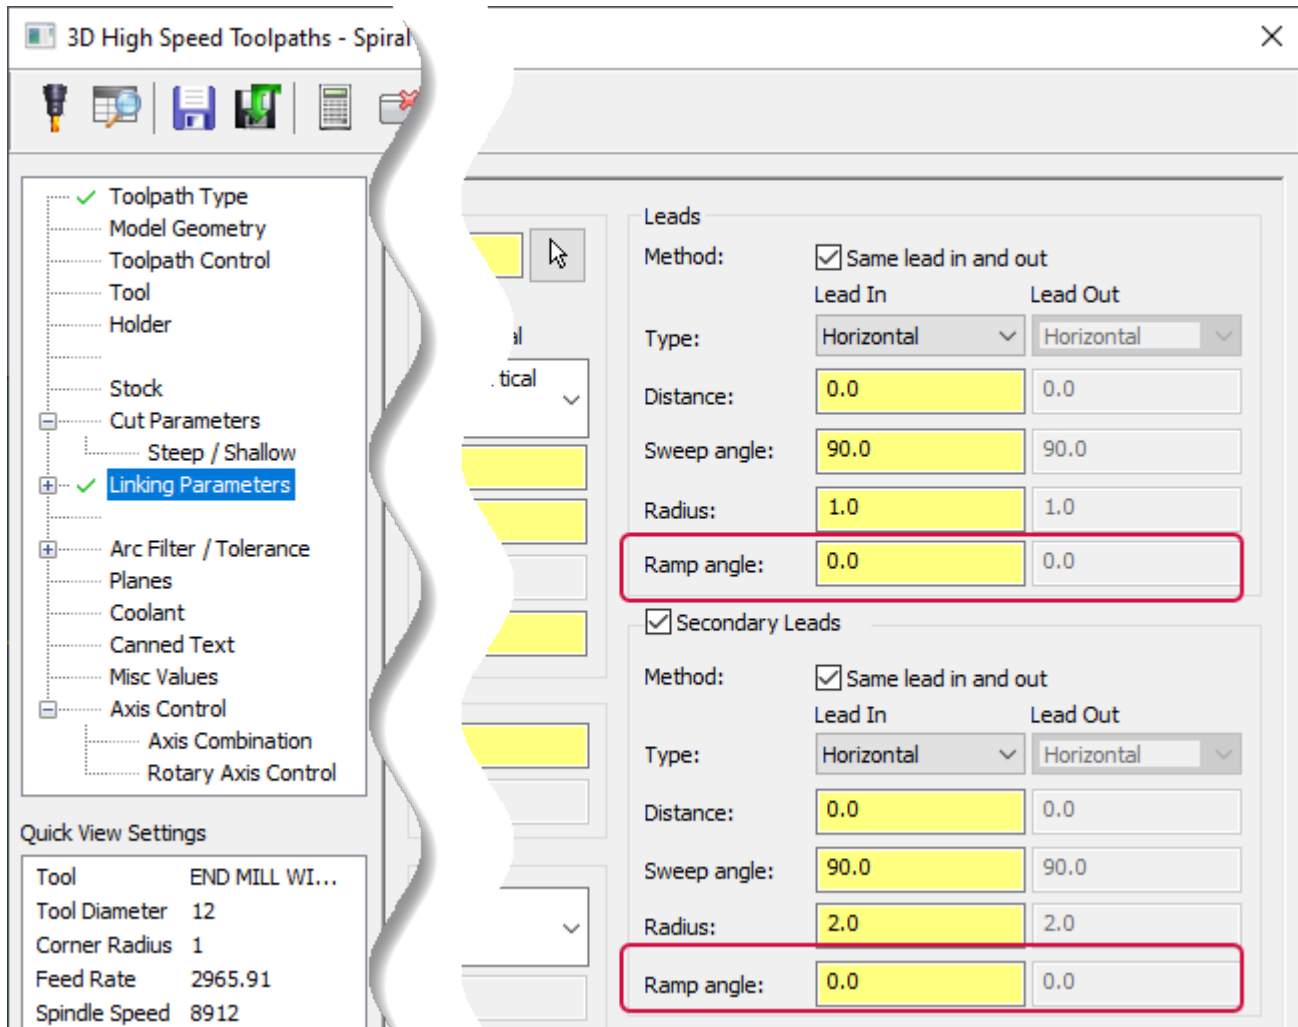 3D High Speed Toolpaths - Spiral
Toolpath Type
Model Geometry
Toolpath Control
Tool
Holder
Stock
Cut Parameters
Steep / Shallow
Linking Parameters
Arc Filter / Tolerance
Planes
Coolant
Canned Text
Misc Values
Axis Control
Axis Combination
Rotary Axis Control
Quick View Settings
Tool END MILL WI...
Tool Diameter 12
Corner Radius 1
Feed Rate 2965.91
Spindle Speed 8912
al
tical
Leads
Method: Same lead in and out
Lead In Lead Out
Type: Horizontal Horizontal
Distance: 0.0 0.0
Sweep angle: 90.0 90.0
Radius: 1.0 1.0
Ramp angle: 0.0 0.0
Secondary Leads
Method: Same lead in and out
Lead In Lead Out
Type: Horizontal Horizontal
Distance: 0.0 0.0
Sweep angle: 90.0 90.0
Radius: 2.0 2.0
Ramp angle: 0.0 0.0